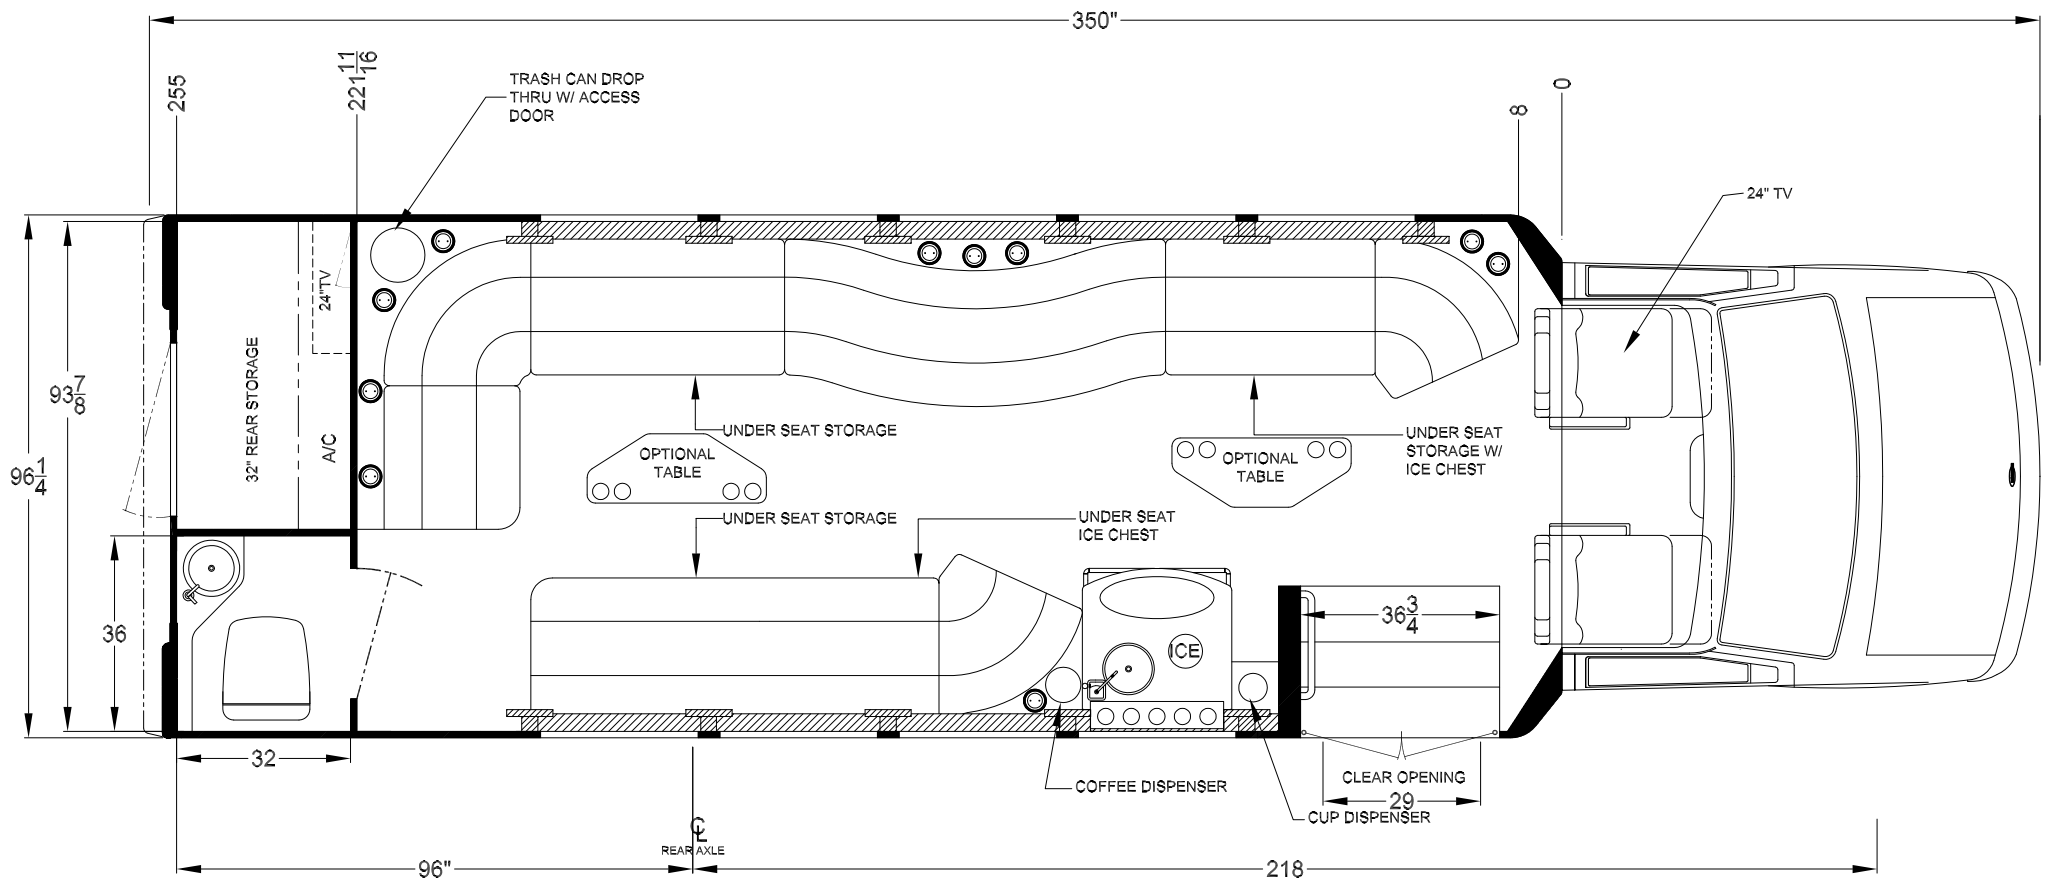 350"
255
221 11/16
TRASH CAN DROP
THRU W/ ACCESS
DOOR
8
0
24" TV
24"TV
32" REAR STORAGE
A/C
93 7/8
96 1/4
36
UNDER SEAT STORAGE
OPTIONAL
TABLE
OPTIONAL
TABLE
UNDER SEAT
STORAGE W/
ICE CHEST
UNDER SEAT STORAGE
UNDER SEAT
ICE CHEST
ICE
36 3/4
32
COFFEE DISPENSER
CLEAR OPENING
29
CUP DISPENSER
CL
REAR AXLE
96"
218